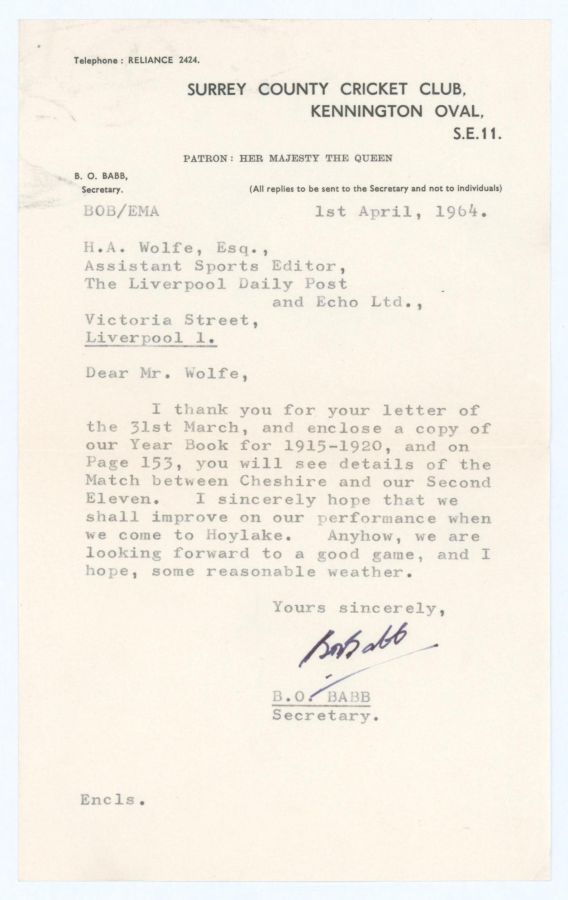 Telephone : RELIANCE 2424.
SURREY COUNTY CRICKET CLUB,
KENNINGTON OVAL,
S.E.11.
PATRON : HER MAJESTY THE QUEEN
B. O. BABB,
Secretary.
(All replies to be sent to the Secretary and not to individuals)
BOB/EMA 1st April, 1964.
H.A. Wolfe, Esq.,
Assistant Sports Editor,
The Liverpool Daily Post
and Echo Ltd.,
Victoria Street,
Liverpool 1.
Dear Mr. Wolfe,
I thank you for your letter of
the 31st March, and enclose a copy of
our Year Book for 1915-1920, and on
Page 153, you will see details of the
Match between Cheshire and our Second
Eleven. I sincerely hope that we
shall improve on our performance when
we come to Hoylake. Anyhow, we are
looking forward to a good game, and I
hope, some reasonable weather.
Yours sincerely,
BoBabb
B.O. BABB
Secretary.
Encls.